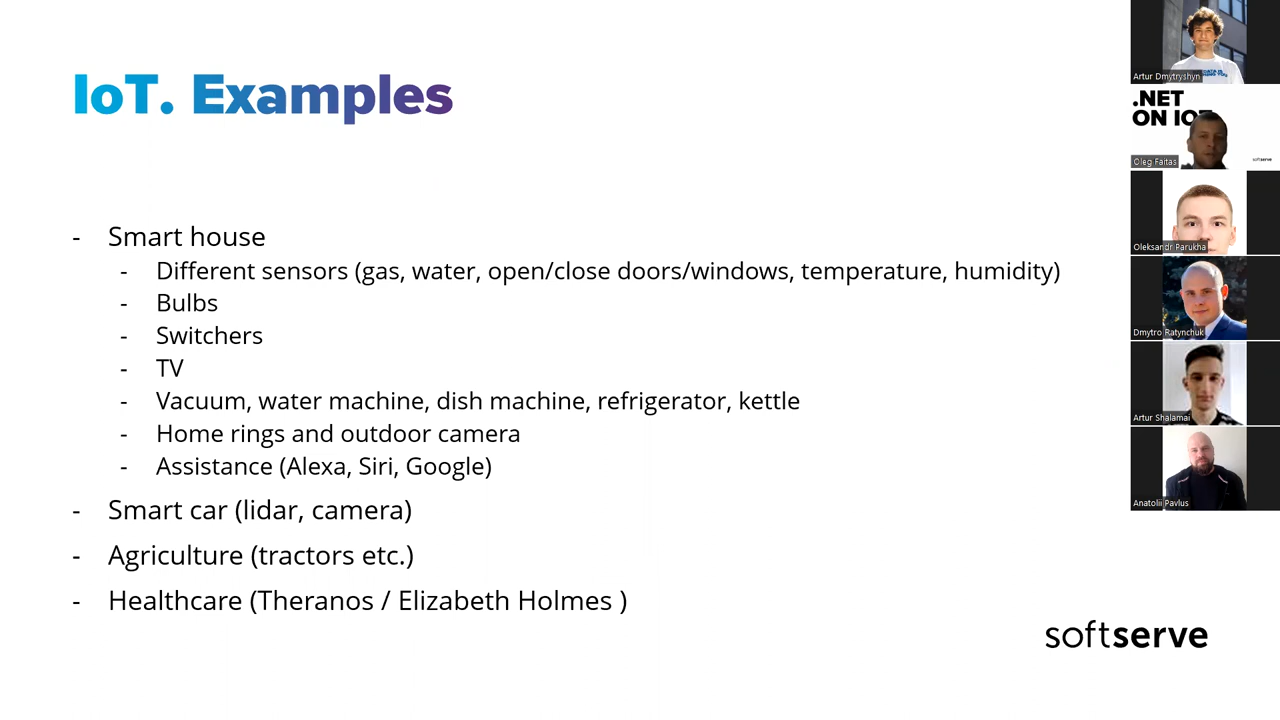 IoT. Examples
- Smart house
- Different sensors (gas, water, open/close doors/windows, temperature, humidity)
- Bulbs
- Switchers
- TV
- Vacuum, water machine, dish machine, refrigerator, kettle
- Home rings and outdoor camera
- Assistance (Alexa, Siri, Google)
- Smart car (lidar, camera)
- Agriculture (tractors etc.)
- Healthcare (Theranos / Elizabeth Holmes )
softserve
Artur Dmytryshyn
.NET
ON IOT
softserve
Oleg Faitas
Oleksandr Parukha
Dmytro Ratynchuk
Artur Shalamai
Anatolii Pavlus